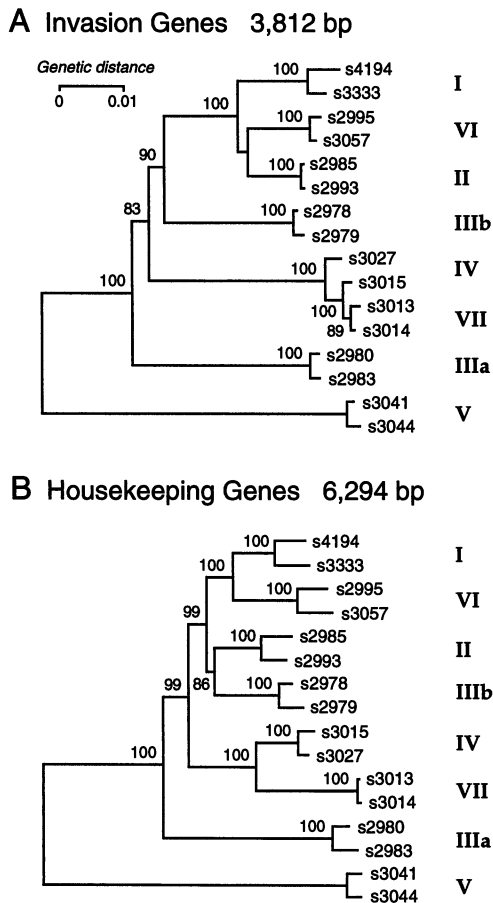 A Invasion Genes 3,812 bp
Genetic distance
0 0.01
100 s4194
s3333
I
100
100 s2995
s3057
VI
100 s2985
s2993
II
90
100 s2978
s2979
IIIb
83
100 s3027
s3015
IV
100 s3013
89 s3014
VII
100
100 s2980
s2983
IIIa
s3041
s3044
V
B Housekeeping Genes 6,294 bp
100 s4194
s3333
I
100
100 s2995
s3057
VI
99
100 s2985
s2993
II
99 86
100 s2978
s2979
IIIb
100 s3015
s3027
IV
100
100 s3013
s3014
VII
100
100 s2980
s2983
IIIa
s3041
s3044
V